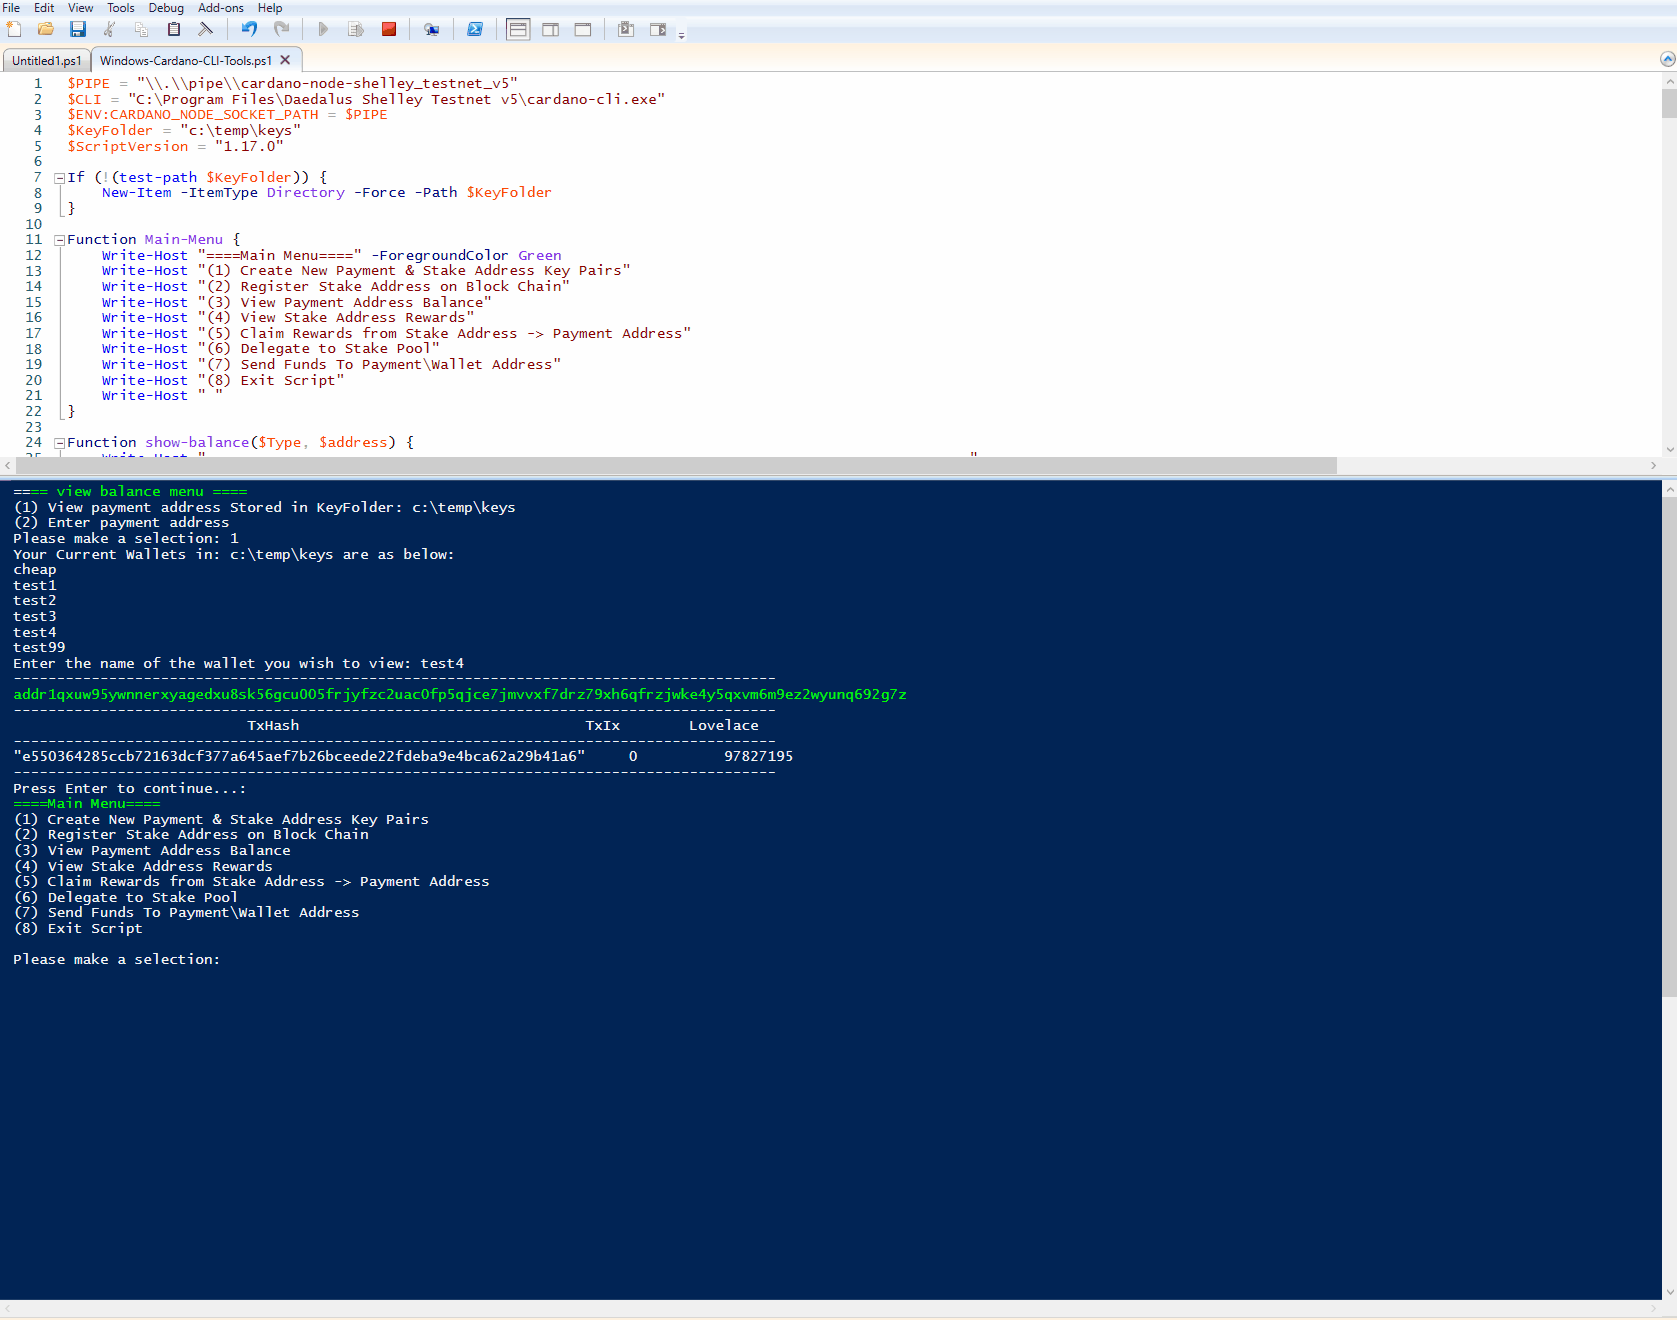 File Edit View Tools Debug Add-ons Help
Untitled1.ps1 Windows-Cardano-CLI-Tools.ps1 X
1 $PIPE = "\\.\\pipe\\cardano-node-shelley_testnet_v5"
2 $CLI = "C:\Program Files\Daedalus Shelley Testnet v5\cardano-cli.exe"
3 $ENV:CARDANO_NODE_SOCKET_PATH = $PIPE
4 $KeyFolder = "c:\temp\keys"
5 $ScriptVersion = "1.17.0"
6
7 If (!(test-path $KeyFolder)) {
8 New-Item -ItemType Directory -Force -Path $KeyFolder
9 }
10
11 Function Main-Menu {
12 Write-Host "====Main Menu====" -ForegroundColor Green
13 Write-Host "(1) Create New Payment & Stake Address Key Pairs"
14 Write-Host "(2) Register Stake Address on Block Chain"
15 Write-Host "(3) View Payment Address Balance"
16 Write-Host "(4) View Stake Address Rewards"
17 Write-Host "(5) Claim Rewards from Stake Address -> Payment Address"
18 Write-Host "(6) Delegate to Stake Pool"
19 Write-Host "(7) Send Funds To Payment\Wallet Address"
20 Write-Host "(8) Exit Script"
21 Write-Host " "
22 }
23
24 Function show-balance($Type, $address) {
25 Write-Host " "
==== view balance menu ====
(1) View payment address Stored in KeyFolder: c:\temp\keys
(2) Enter payment address
Please make a selection: 1
Your Current Wallets in: c:\temp\keys are as below:
cheap
test1
test2
test3
test4
test99
Enter the name of the wallet you wish to view: test4
----------------------------------------------------------------------------------------
addr1qxuw95ywnnerxyagedxu8sk56gcu005frjyfzc2uac0fp5qjce7jmvvxf7drz79xh6qfrzjwke4y5qxvm6m9ez2wyunq692g7z
----------------------------------------------------------------------------------------
TxHash TxIx Lovelace
----------------------------------------------------------------------------------------
"e550364285ccb72163dcf377a645aef7b26bceede22fdeba9e4bca62a29b41a6" 0 97827195
----------------------------------------------------------------------------------------
Press Enter to continue...:
====Main Menu====
(1) Create New Payment & Stake Address Key Pairs
(2) Register Stake Address on Block Chain
(3) View Payment Address Balance
(4) View Stake Address Rewards
(5) Claim Rewards from Stake Address -> Payment Address
(6) Delegate to Stake Pool
(7) Send Funds To Payment\Wallet Address
(8) Exit Script
Please make a selection: